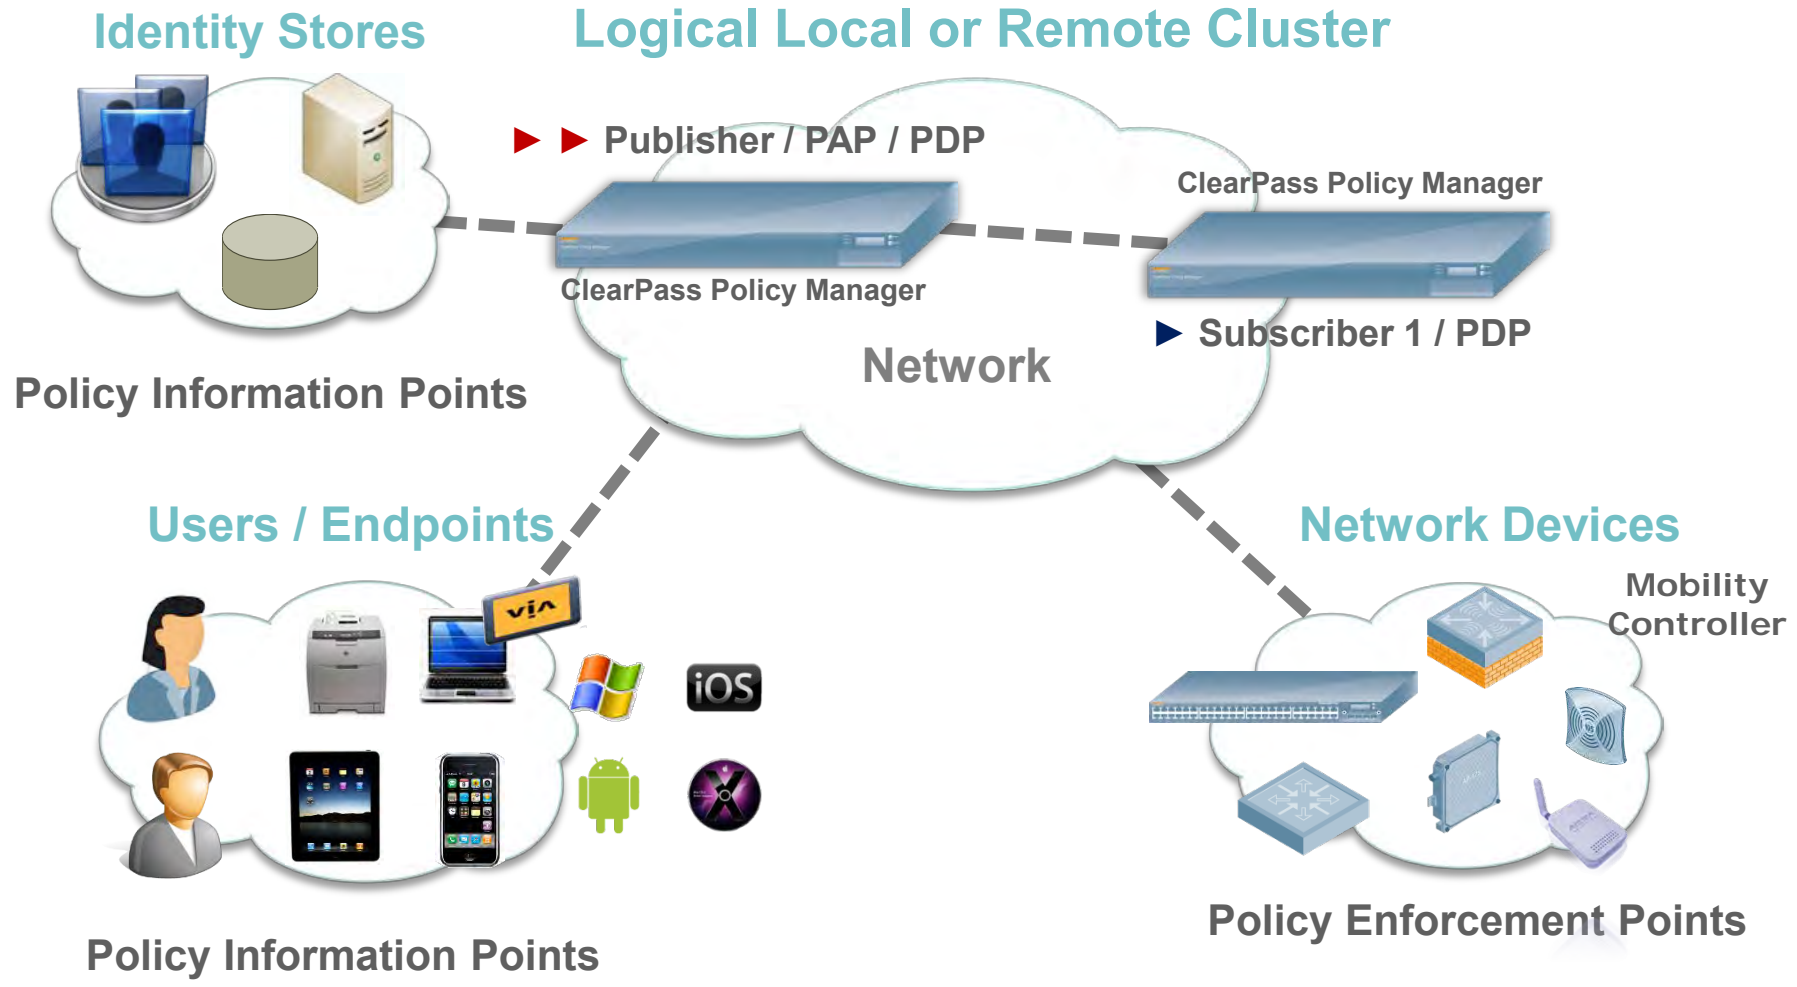 Identity Stores
Logical Local or Remote Cluster
Publisher / PAP / PDP
ClearPass Policy Manager
ClearPass Policy Manager
Subscriber 1 / PDP
Network
Policy Information Points
Users / Endpoints
Network Devices
Mobility
Controller
VIA
iOS
X
Policy Enforcement Points
Policy Information Points